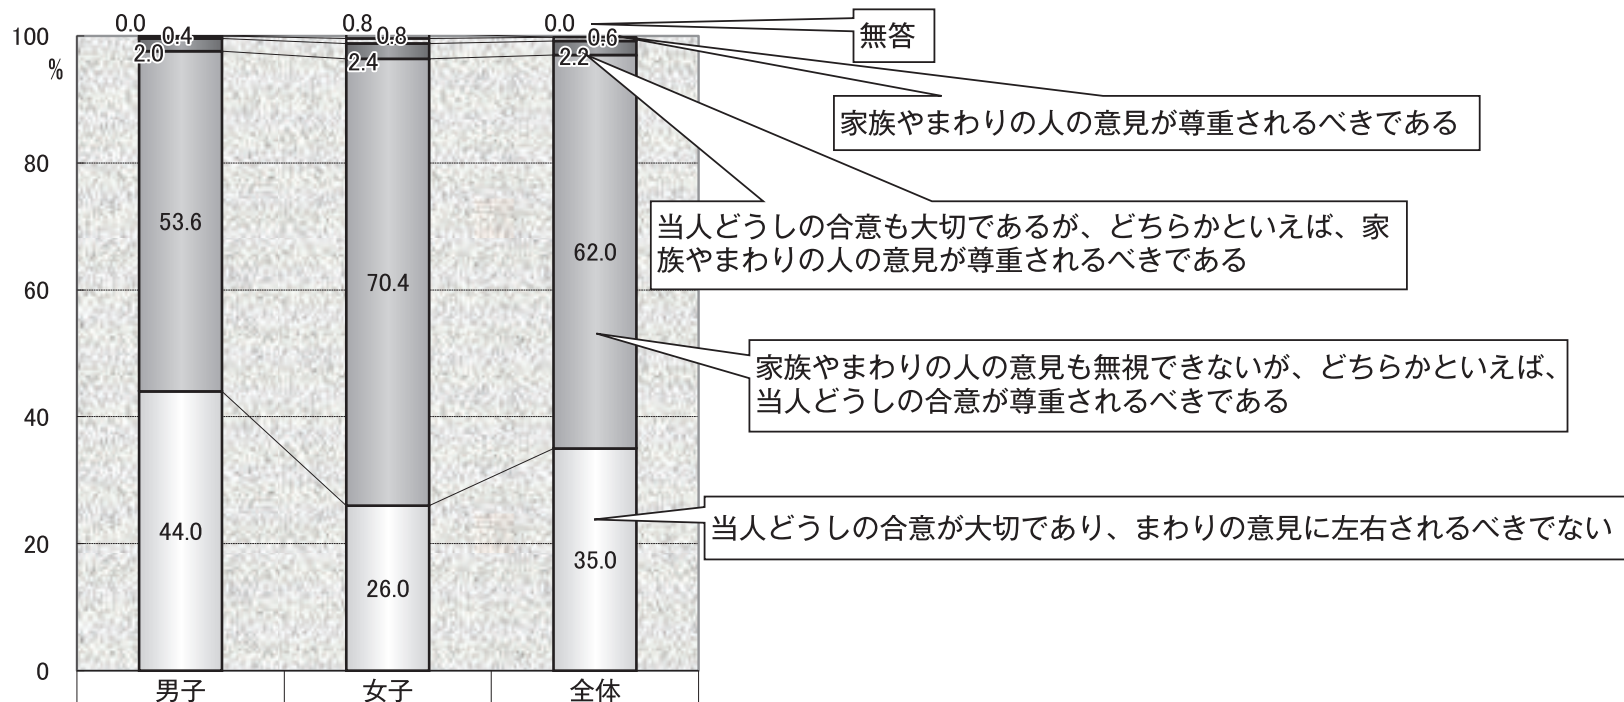 0.0
0.8
0.0
無答
100
0.4
0.8
0.6
%
2.0
2.4
2.2
家族やまわりの人の意見が尊重されるべきである
80
53.6
当人どうしの合意も大切であるが、どちらかといえば、家
族やまわりの人の意見が尊重されるべきである
62.0
70.4
60
家族やまわりの人の意見も無視できないが、どちらかといえば、
当人どうしの合意が尊重されるべきである
40
44.0
当人どうしの合意が大切であり、まわりの意見に左右されるべきでない
20
35.0
26.0
0
男子
女子
全体